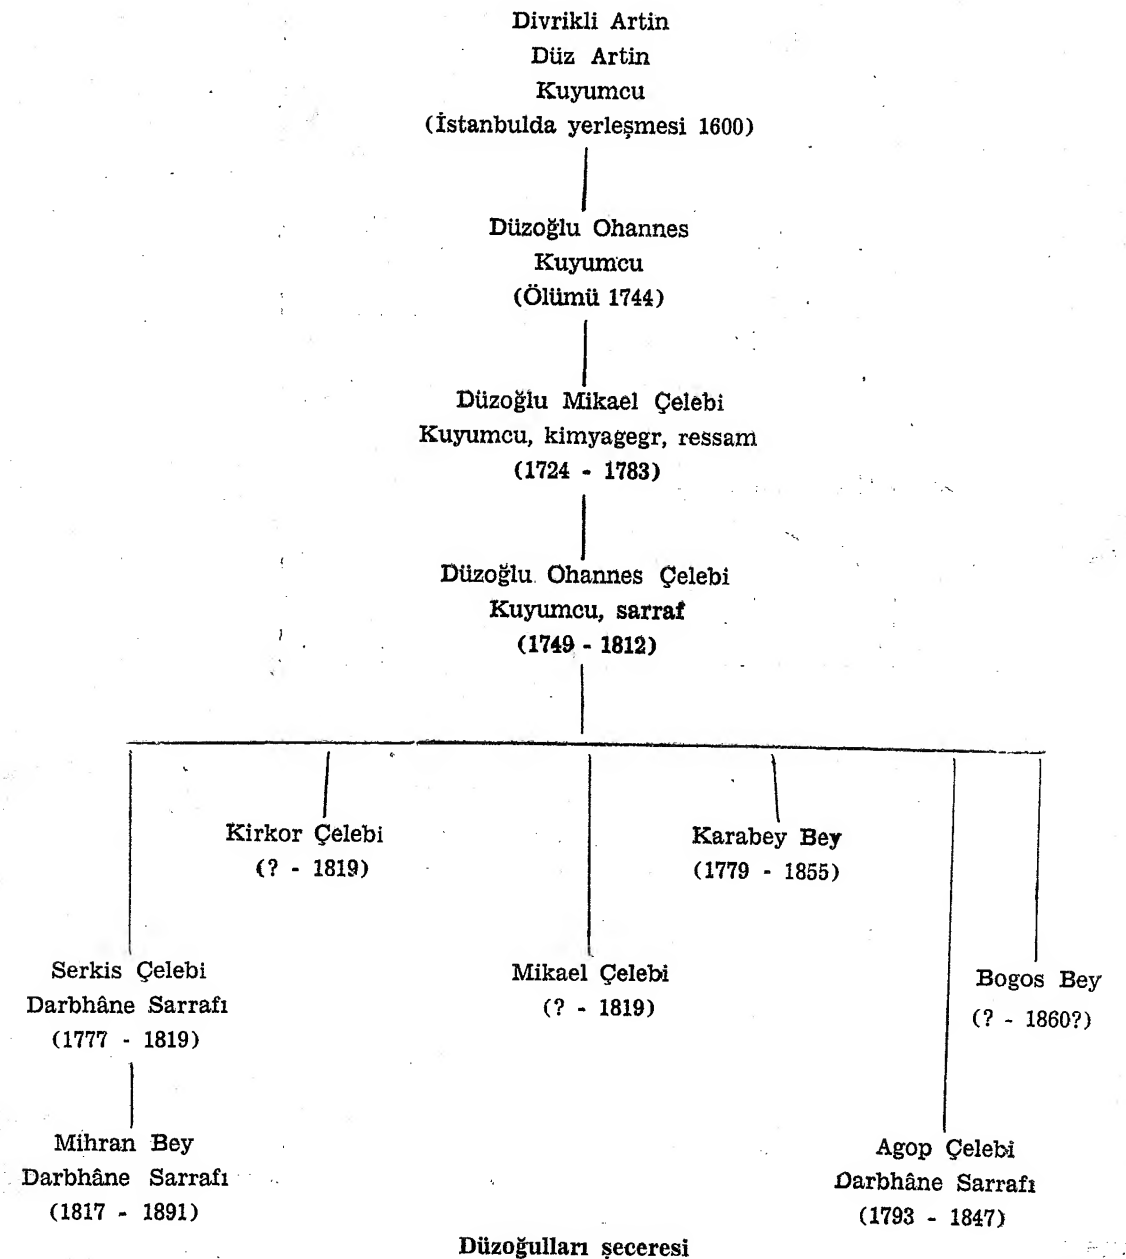 Divrikli Artin
Düz Artin
Kuyumcu
(İstanbulda yerleşmesi 1600)
Düzoğlu Ohannes
Kuyumcu
(Ölümü 1744)
Düzoğlu Mikael Çelebi
Kuyumcu, kimyagegr, ressam
(1724 - 1783)
Düzoğlu Ohannes Çelebi
Kuyumcu, sarraf
(1749 - 1812)
Kirkor Çelebi
(? - 1819)
Karabey Bey
(1779 - 1855)
Serkis Çelebi
Darbhâne Sarrafı
(1777 - 1819)
Mikael Çelebi
(? - 1819)
Bogos Bey
(? - 1860?)
Mihran Bey
Darbhâne Sarrafı
(1817 - 1891)
Agop Çelebi
Darbhâne Sarrafı
(1793 - 1847)
Düzoğulları şeceresi